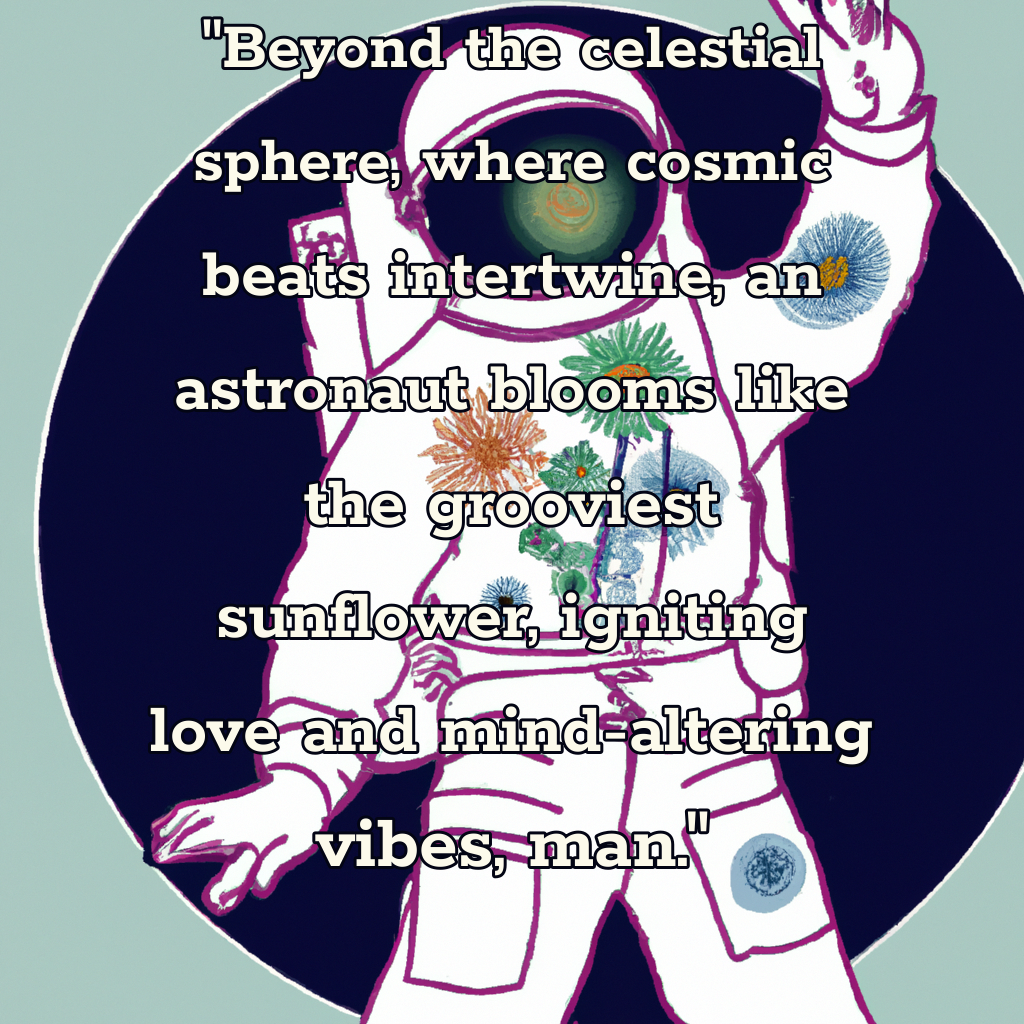 "Beyond the celestial
sphere, where cosmic
beats intertwine, an
astronaut blooms like
the grooviest
sunflower, igniting
love and mind-altering
vibes, man."